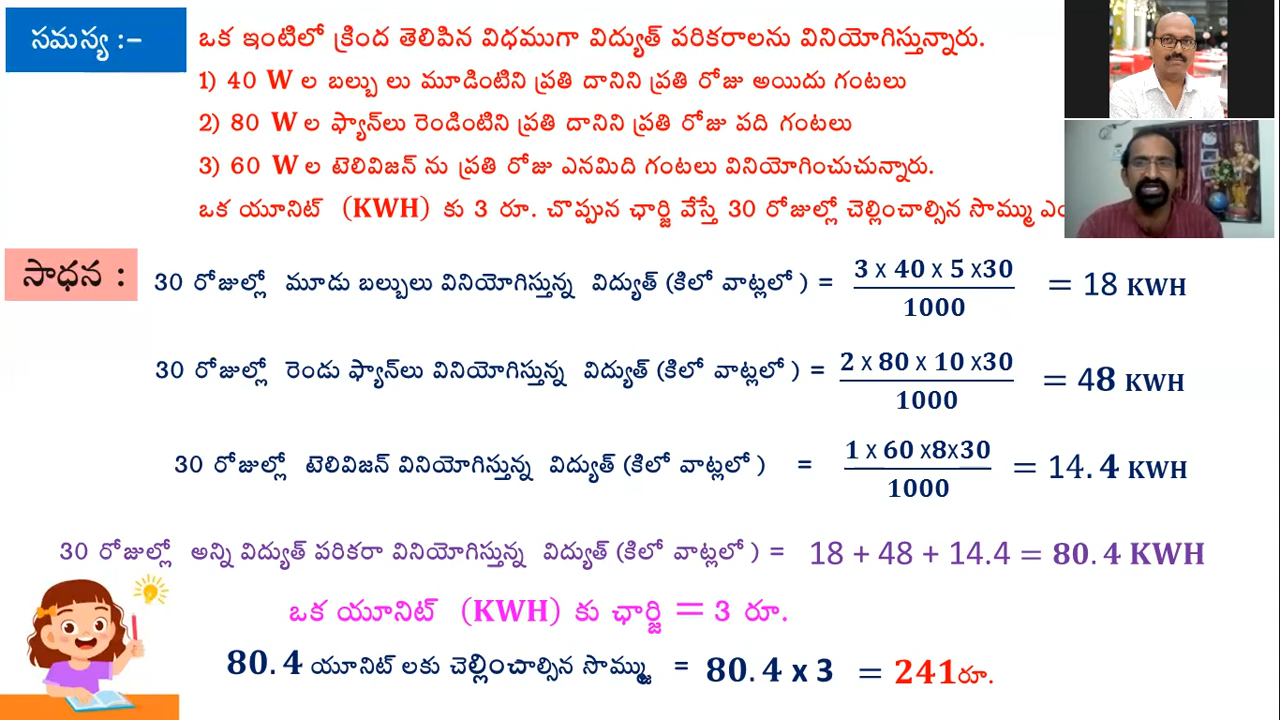 సమస్య :-
ఒక ఇంటిలో క్రింద తెలిపిన విధముగా విద్యుత్ పరికరాలను వినియోగిస్తున్నారు.
1) 40 W ల బల్బు లు మూడింటిని ప్రతి దానిని ప్రతి రోజు అయిదు గంటలు
2) 80 W ల ఫ్యాన్‌లు రెండింటిని ప్రతి దానిని ప్రతి రోజు పది గంటలు
3) 60 W ల టెలివిజన్ ను ప్రతి రోజు ఎనమిది గంటలు వినియోగించుచున్నారు.
ఒక యూనిట్ (KWH) కు 3 రూ. చొప్పున ఛార్జి వేస్తే 30 రోజుల్లో చెల్లించాల్సిన సొమ్ము
సాధన :
30 రోజుల్లో మూడు బల్బులు వినియోగిస్తున్న విద్యుత్ (కిలో వాట్లలో ) = 3 x 40 x 5 x30 / 1000 = 18 KWH
30 రోజుల్లో రెండు ఫ్యాన్‌లు వినియోగిస్తున్న విద్యుత్ (కిలో వాట్లలో ) = 2 x 80 x 10 x30 / 1000 = 48 KWH
30 రోజుల్లో టెలివిజన్ వినియోగిస్తున్న విద్యుత్ (కిలో వాట్లలో ) = 1 x 60 x8x30 / 1000 = 14.4 KWH
30 రోజుల్లో అన్ని విద్యుత్ పరికరా వినియోగిస్తున్న విద్యుత్ (కిలో వాట్లలో ) = 18 + 48 + 14.4 = 80.4 KWH
ఒక యూనిట్ (KWH) కు ఛార్జి = 3 రూ.
80.4 యూనిట్ లకు చెల్లించాల్సిన సొమ్ము = 80.4 x 3 = 241రూ.